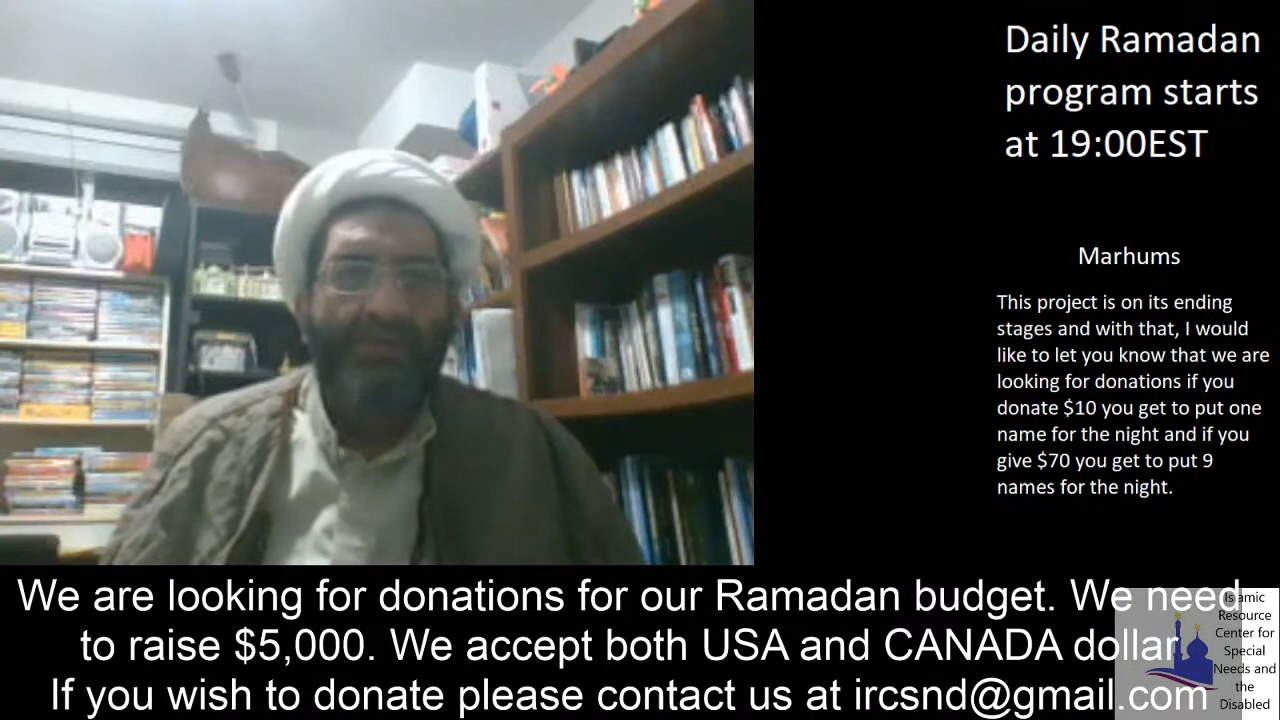 Daily Ramadan
program starts
at 19:00EST
Marhums
This project is on its ending
stages and with that, I would
like to let you know that we are
looking for donations if you
donate $10 you get to put one
name for the night and if you
give $70 you get to put 9
names for the night.
We are looking for donations for our Ramadan budget. We need
to raise $5,000. We accept both USA and CANADA dollar
If you wish to donate please contact us at ircsnd@gmail.com
Islamic
Resource
Center for
Special
Needs and
the
Disabled